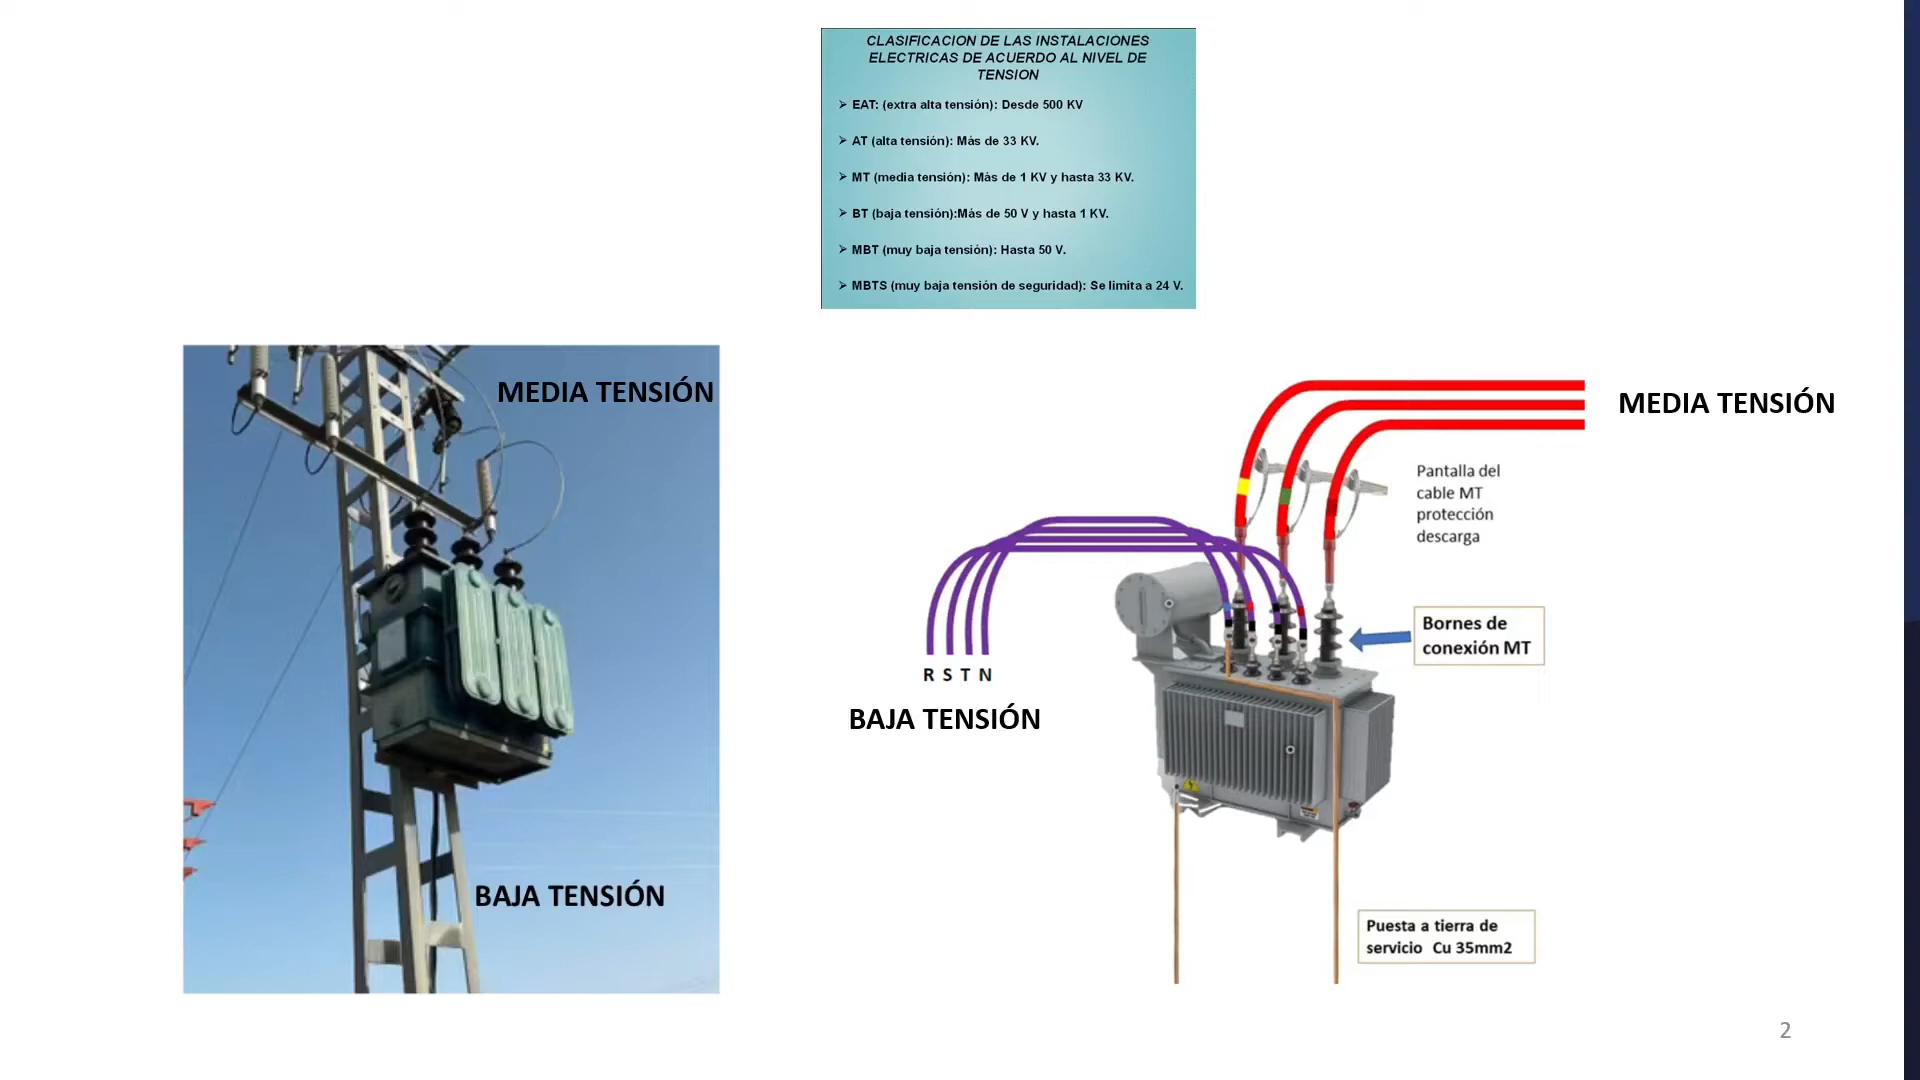 CLASIFICACION DE LAS INSTALACIONES
ELECTRICAS DE ACUERDO AL NIVEL DE
TENSION
➢ EAT: (extra alta tensión): Desde 500 KV
➢ AT (alta tensión): Más de 33 KV.
➢ MT (media tensión): Más de 1 KV y hasta 33 KV.
➢ BT (baja tensión):Más de 50 V y hasta 1 KV.
➢ MBT (muy baja tensión): Hasta 50 V.
➢ MBTS (muy baja tensión de seguridad): Se limita a 24 V.
MEDIA TENSIÓN
BAJA TENSIÓN
MEDIA TENSIÓN
Pantalla del
cable MT
protección
descarga
Bornes de
conexión MT
R S T N
BAJA TENSIÓN
Puesta a tierra de
servicio Cu 35mm2
2